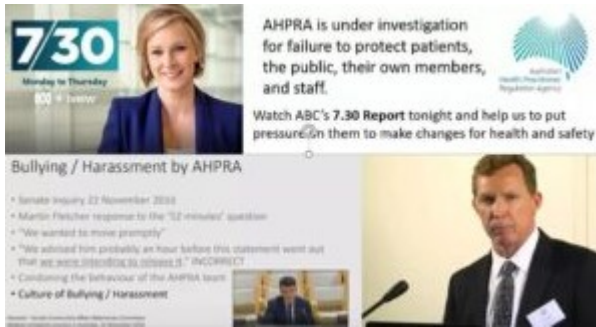 7/30
Monday to Thursday
abc iview
AHPRA is under investigation
for failure to protect patients,
the public, their own members,
and staff.
Australian
Health Practitioner
Regulation Agency
Watch ABC's 7.30 Report tonight and help us to put
pressure on them to make changes for health and safety
Bullying / Harassment by AHPRA
• Senate Inquiry 22 November 2016
• Martin Fletcher response to the "12 minutes" question
• "We wanted to move promptly"
• "We advised him probably an hour before this statement went out
that we were intending to release it." INCORRECT
• Condoning the behaviour of the AHPRA team
• Culture of Bullying / Harassment